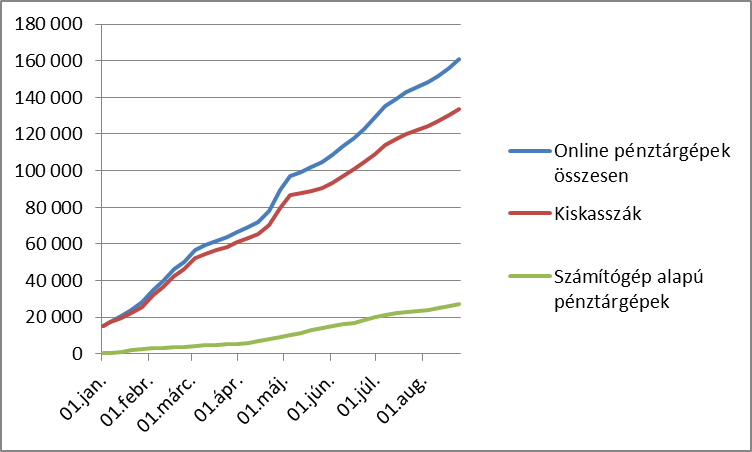 180 000
160 000
140 000
120 000
100 000
80 000
60 000
40 000
20 000
0
01.jan.
01.febr.
01.márc.
01.ápr.
01.máj.
01.jún.
01.júl.
01.aug.
Online pénztárgépek
összesen
Kiskasszák
Számítógép alapú
pénztárgépek